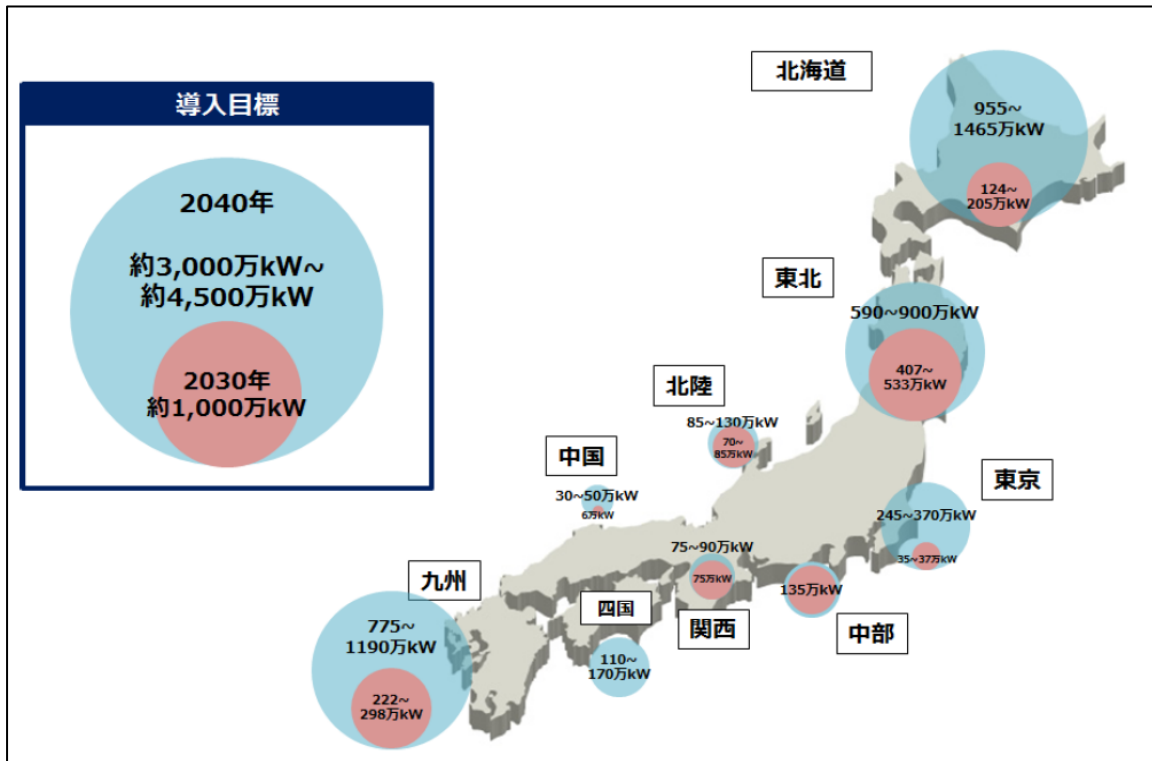 導入目標
2040年
約3,000万kW~
約4,500万kW
2030年
約1,000万kW
北海道
955~
1465万kW
124~
205万kW
東北
590~900万kW
407~
533万kW
北陸
85~130万kW
70~
85万kW
中国
30~50万kW
6万kW
東京
245~370万kW
35~37万kW
75~90万kW
75万kW
関西
135万kW
中部
九州
775~
1190万kW
222~
298万kW
四国
110~
170万kW